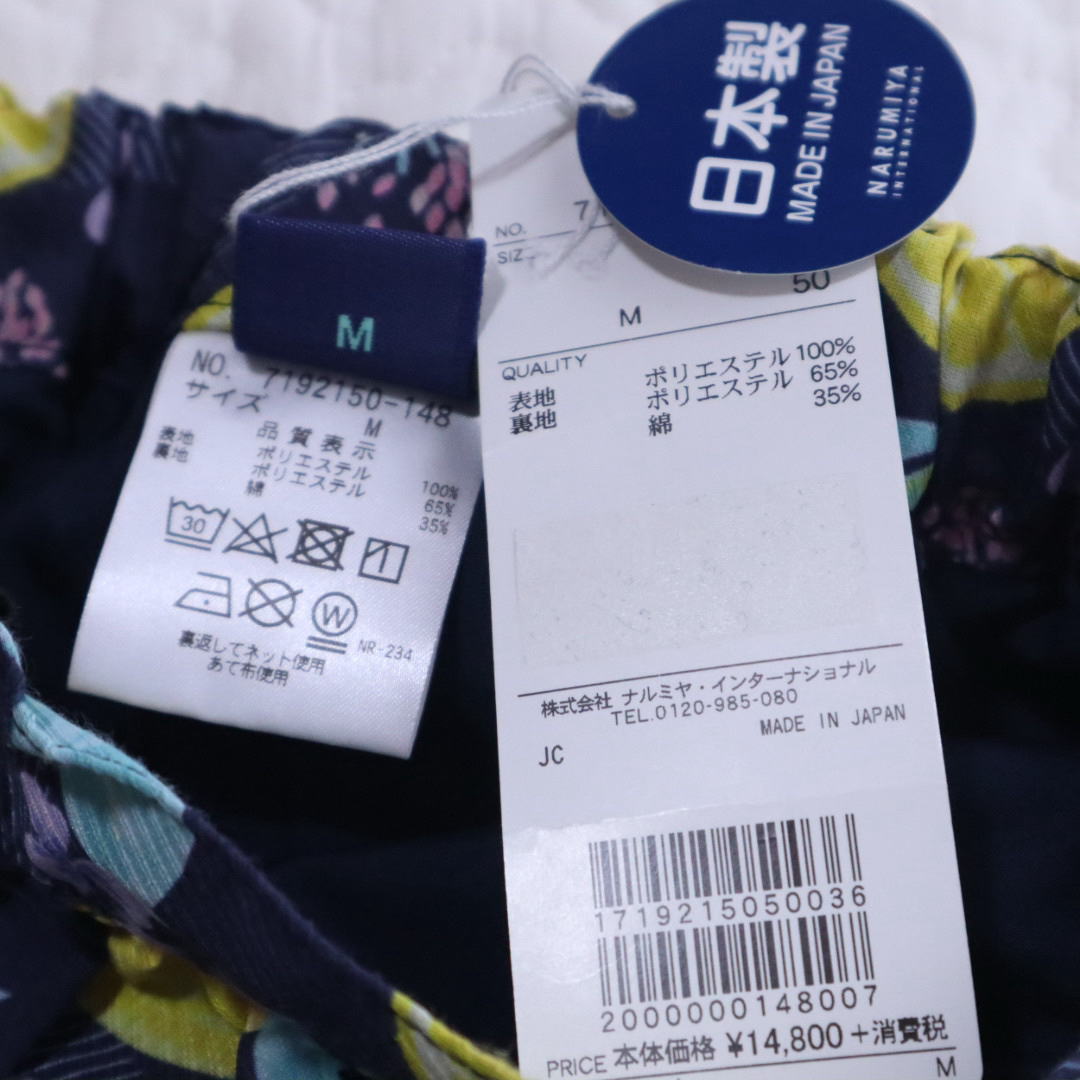 日本製
MADE IN JAPAN
NARUMIYA
INTERNATIONAL
M
NO. 7192150-148
サイズ M
品質表示
表地 ポリエステル 100%
裏地 ポリエステル 65%
綿 35%
30
W
NR-234
裏返してネット使用
あて布使用
NO. 7
SIZ
M 50
QUALITY
表地 ポリエステル 100%
裏地 ポリエステル 65%
綿 35%
株式会社 ナルミヤ・インターナショナル
TEL.0120-985-080
MADE IN JAPAN
JC
1719215050036
2000000148007
PRICE 本体価格 ¥14,800+消費税
M